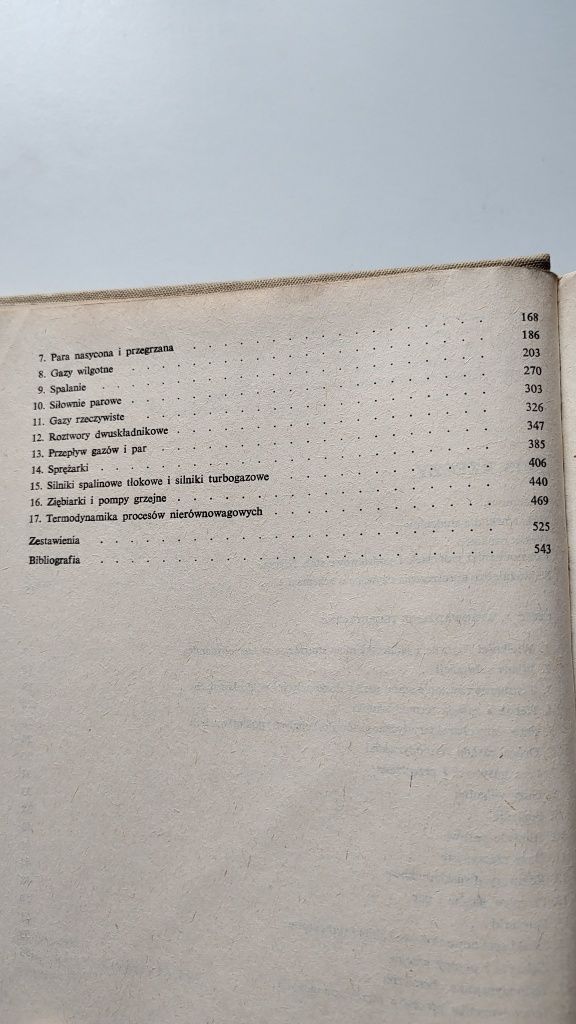 7. Para nasycona i przegrzana . . . . . . . . . . . . . . 168
8. Gazy wilgotne . . . . . . . . . . . . . . . . . 186
9. Spalanie . . . . . . . . . . . . . . . . . . 203
10. Siłownie parowe . . . . . . . . . . . . . . . . . 270
11. Gazy rzeczywiste . . . . . . . . . . . . . . . . . 303
12. Roztwory dwuskładnikowe . . . . . . . . . . . . . . . 326
13. Przepływ gazów i par . . . . . . . . . . . . . . . . 347
14. Sprężarki . . . . . . . . . . . . . . . . . . . 385
15. Silniki spalinowe tłokowe i silniki turbogazowe . . . . . . . . . . 406
16. Ziębiarki i pompy grzejne . . . . . . . . . . . . . . . 440
17. Termodynamika procesów nierównowagowych . . . . . . . . . . . 469
Zestawienia . . . . . . . . . . . . . . . . . . . 525
Bibliografia . . . . . . . . . . . . . . . . . . . 543